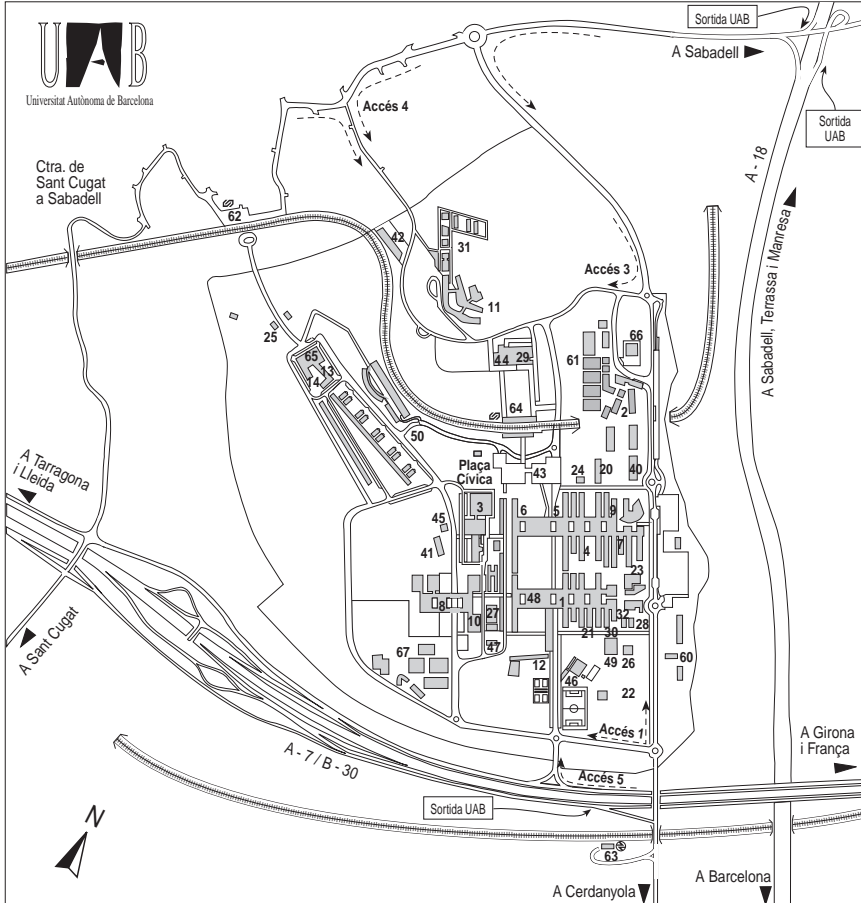 UAB
Universitat Autònoma de Barcelona
Sortida UAB
A Sabadell
Sortida
UAB
Accés 4
A - 18
A Sabadell, Terrassa i Manresa
Ctra. de
Sant Cugat
a Sabadell
62
42
31
11
Accés 3
25
66
65
13
14
44
29
61
64
2
50
Plaça
Cívica
43
24
20
40
A Tarragona
i Lleida
3
6
5
9
45
41
4
7
23
8
10
27
48
1
21
30
32
28
A Sant Cugat
67
47
12
49
26
60
46
22
Accés 1
A Girona
i França
A - 7 / B - 30
Accés 5
Sortida UAB
N
63
A Cerdanyola
A Barcelona